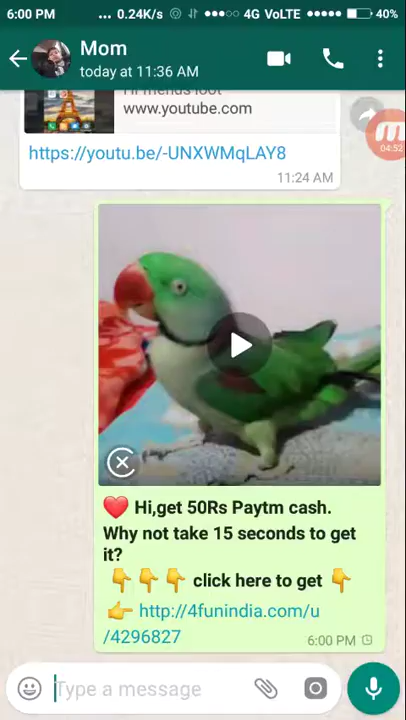 6:00 PM ... 0.24K/s 4G VoLTE 40%
Mom
today at 11:36 AM
www.youtube.com
04:52
https://youtu.be/-UNXWMqLAY8
11:24 AM
❤️ Hi,get 50Rs Paytm cash.
Why not take 15 seconds to get
it?
👇👇👇 click here to get 👇
👉 http://4funindia.com/u
/4296827
6:00 PM
Type a message